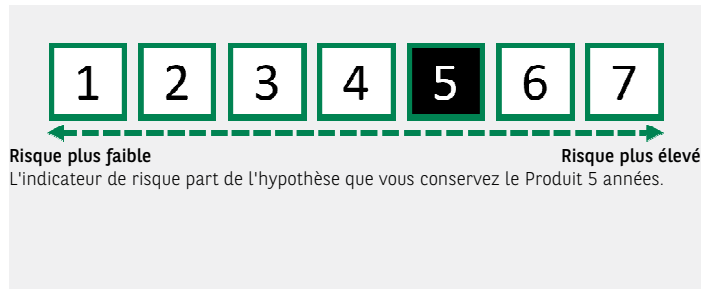 1 2 3 4 5 6 7
Risque plus faible Risque plus élevé
L'indicateur de risque part de l'hypothèse que vous conservez le Produit 5 années.